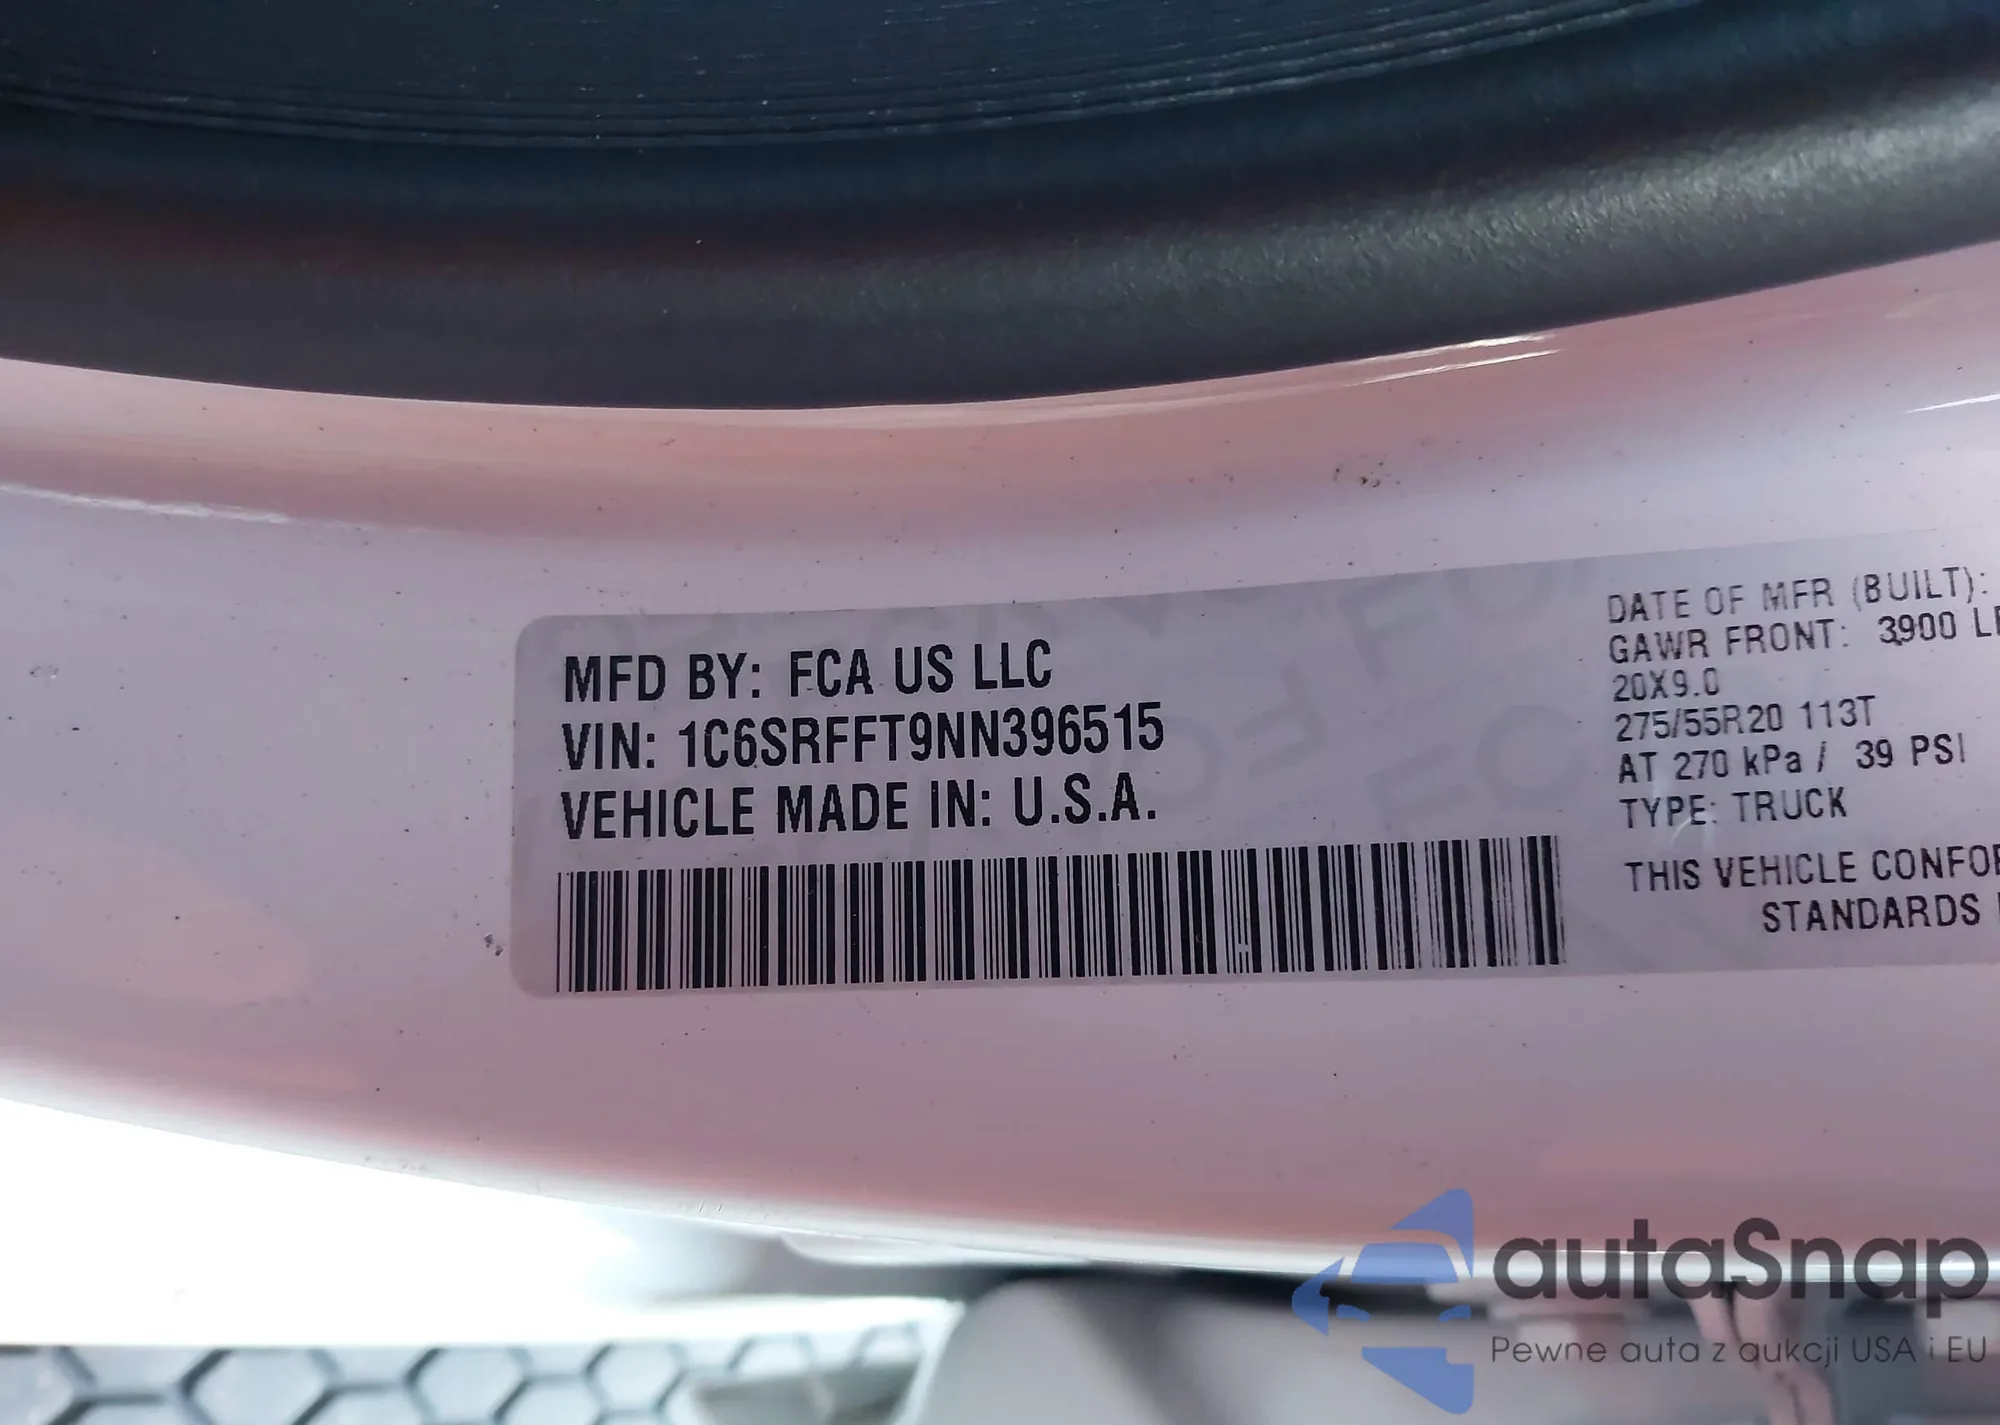 MFD BY: FCA US LLC
VIN: 1C6SRFFT9NN396515
VEHICLE MADE IN: U.S.A.
DATE OF MFR (BUILT):
GAWR FRONT: 3900
20X9.0
275/55R20 113T
AT 270 kPa / 39 PSI
TYPE: TRUCK
THIS VEHICLE
STANDARDS
autaSnap
Pewne auta z aukcji USA i EU